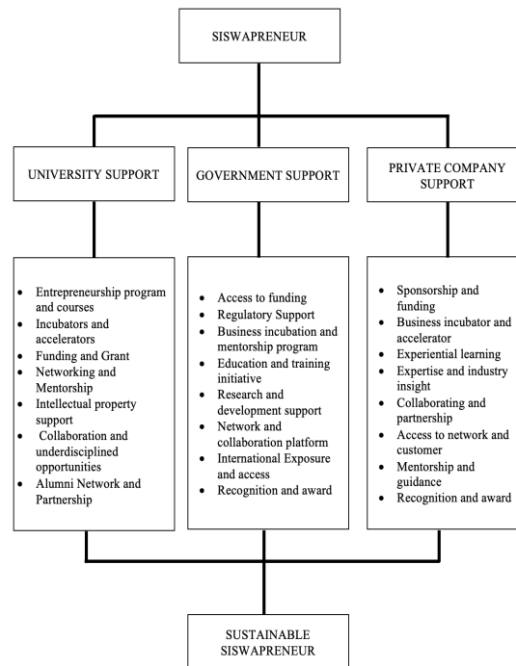 SISWAPRENEUR
UNIVERSITY SUPPORT
GOVERNMENT SUPPORT
PRIVATE COMPANY
SUPPORT
• Entrepreneurship program
and courses
• Incubators and
accelerators
• Funding and Grant
• Networking and
Mentorship
• Intellectual property
support
• Collaboration and
underdisciplined
opportunities
• Alumni Network and
Partnership
• Access to funding
• Regulatory Support
• Business incubation and
mentorship program
• Education and training
initiative
• Research and
development support
• Network and
collaboration platform
• International Exposure
and access
• Recognition and award
• Sponsorship and
funding
• Business incubator and
accelerator
• Experiential learning
• Expertise and industry
insight
• Collaborating and
partnership
• Access to network and
customer
• Mentorship and
guidance
• Recognition and award
SUSTAINABLE
SISWAPRENEUR